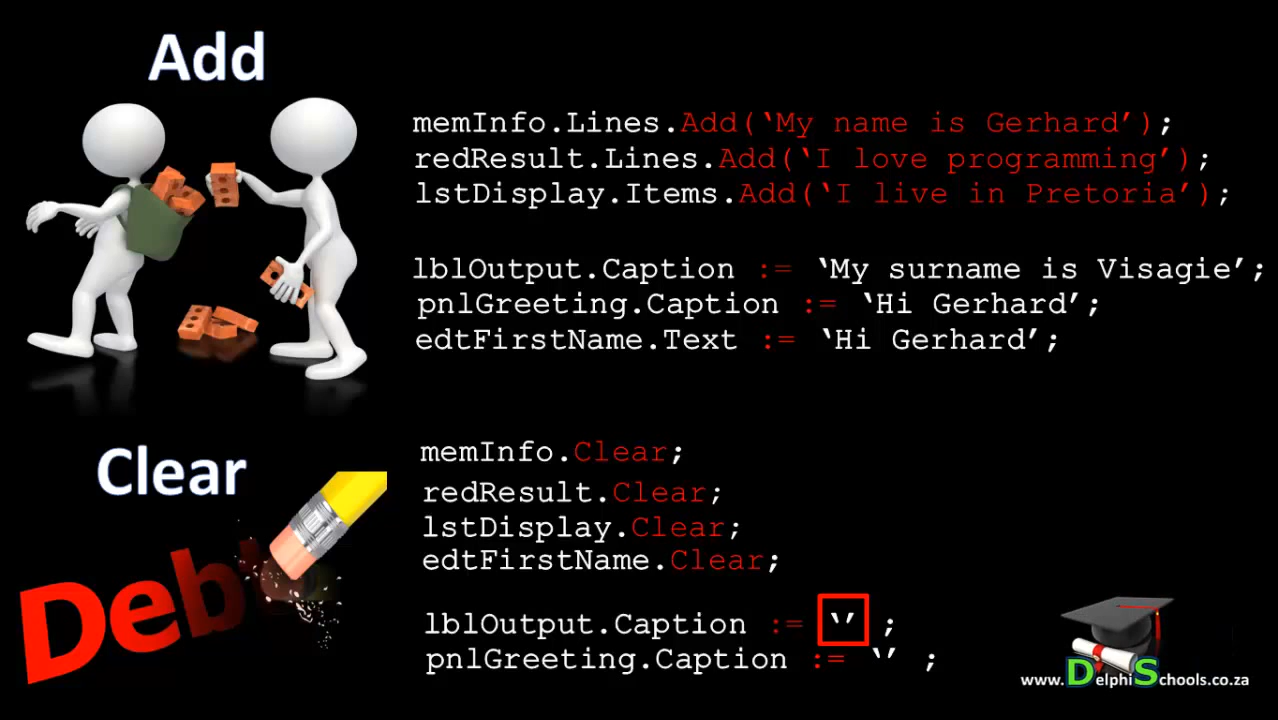 Add
memInfo.Lines.Add(‘My name is Gerhard’);
redResult.Lines.Add(‘I love programming’);
lstDisplay.Items.Add(‘I live in Pretoria’);
lblOutput.Caption := ‘My surname is Visagie’;
pnlGreeting.Caption := ‘Hi Gerhard’;
edtFirstName.Text := ‘Hi Gerhard’;
Clear
memInfo.Clear;
redResult.Clear;
lstDisplay.Clear;
edtFirstName.Clear;
lblOutput.Caption := ‘’ ;
pnlGreeting.Caption := ‘’ ;
Deb
www.DelphiSchools.co.za